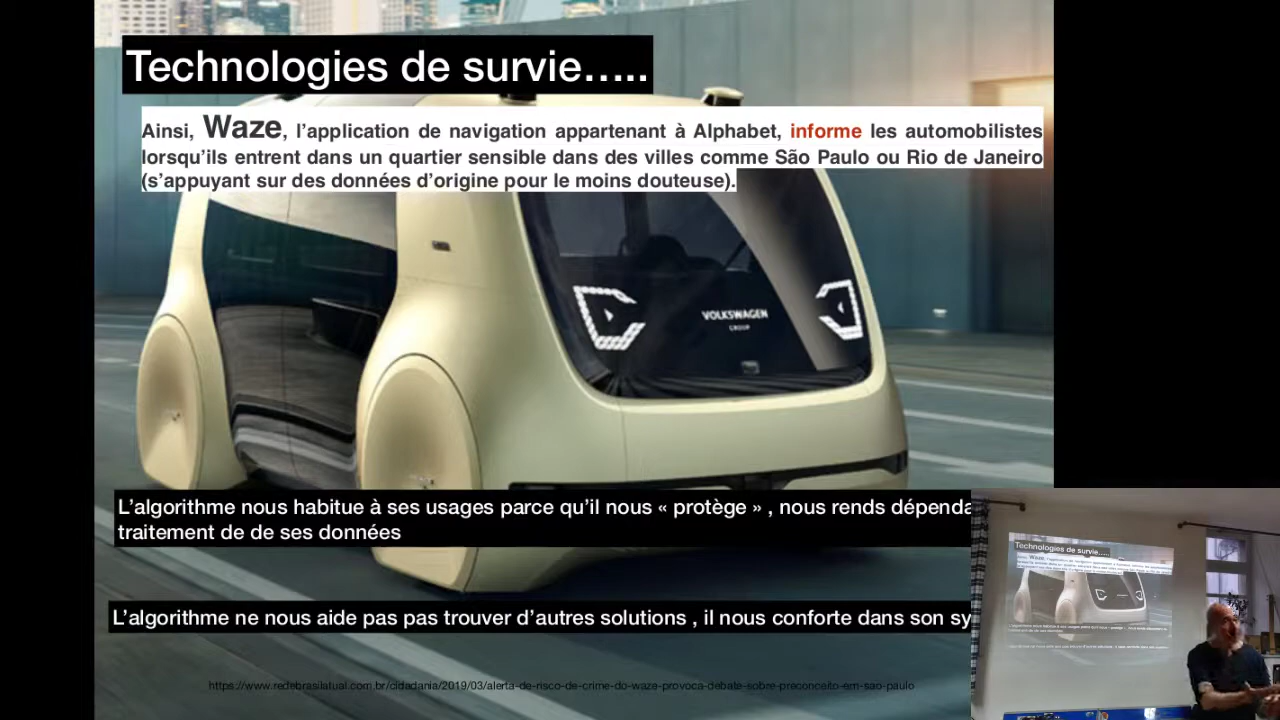 Technologies de survie…..
Ainsi, Waze, l’application de navigation appartenant à Alphabet, informe les automobilistes
lorsqu’ils entrent dans un quartier sensible dans des villes comme São Paulo ou Rio de Janeiro
(s’appuyant sur des données d’origine pour le moins douteuse).
VOLKSWAGEN
GROUP
L’algorithme nous habitue à ses usages parce qu’il nous « protège » , nous rends
traitement de de ses données
L’algorithme ne nous aide pas pas trouver d’autres solutions , il nous conforte dans son
https://www.redebrasilatual.com.br/cidadania/2019/03/alerta-de-risco-de-crime-do-waze-provoca-debate-sobre-preconceito-em-sao-paulo
Technologies de survie.....